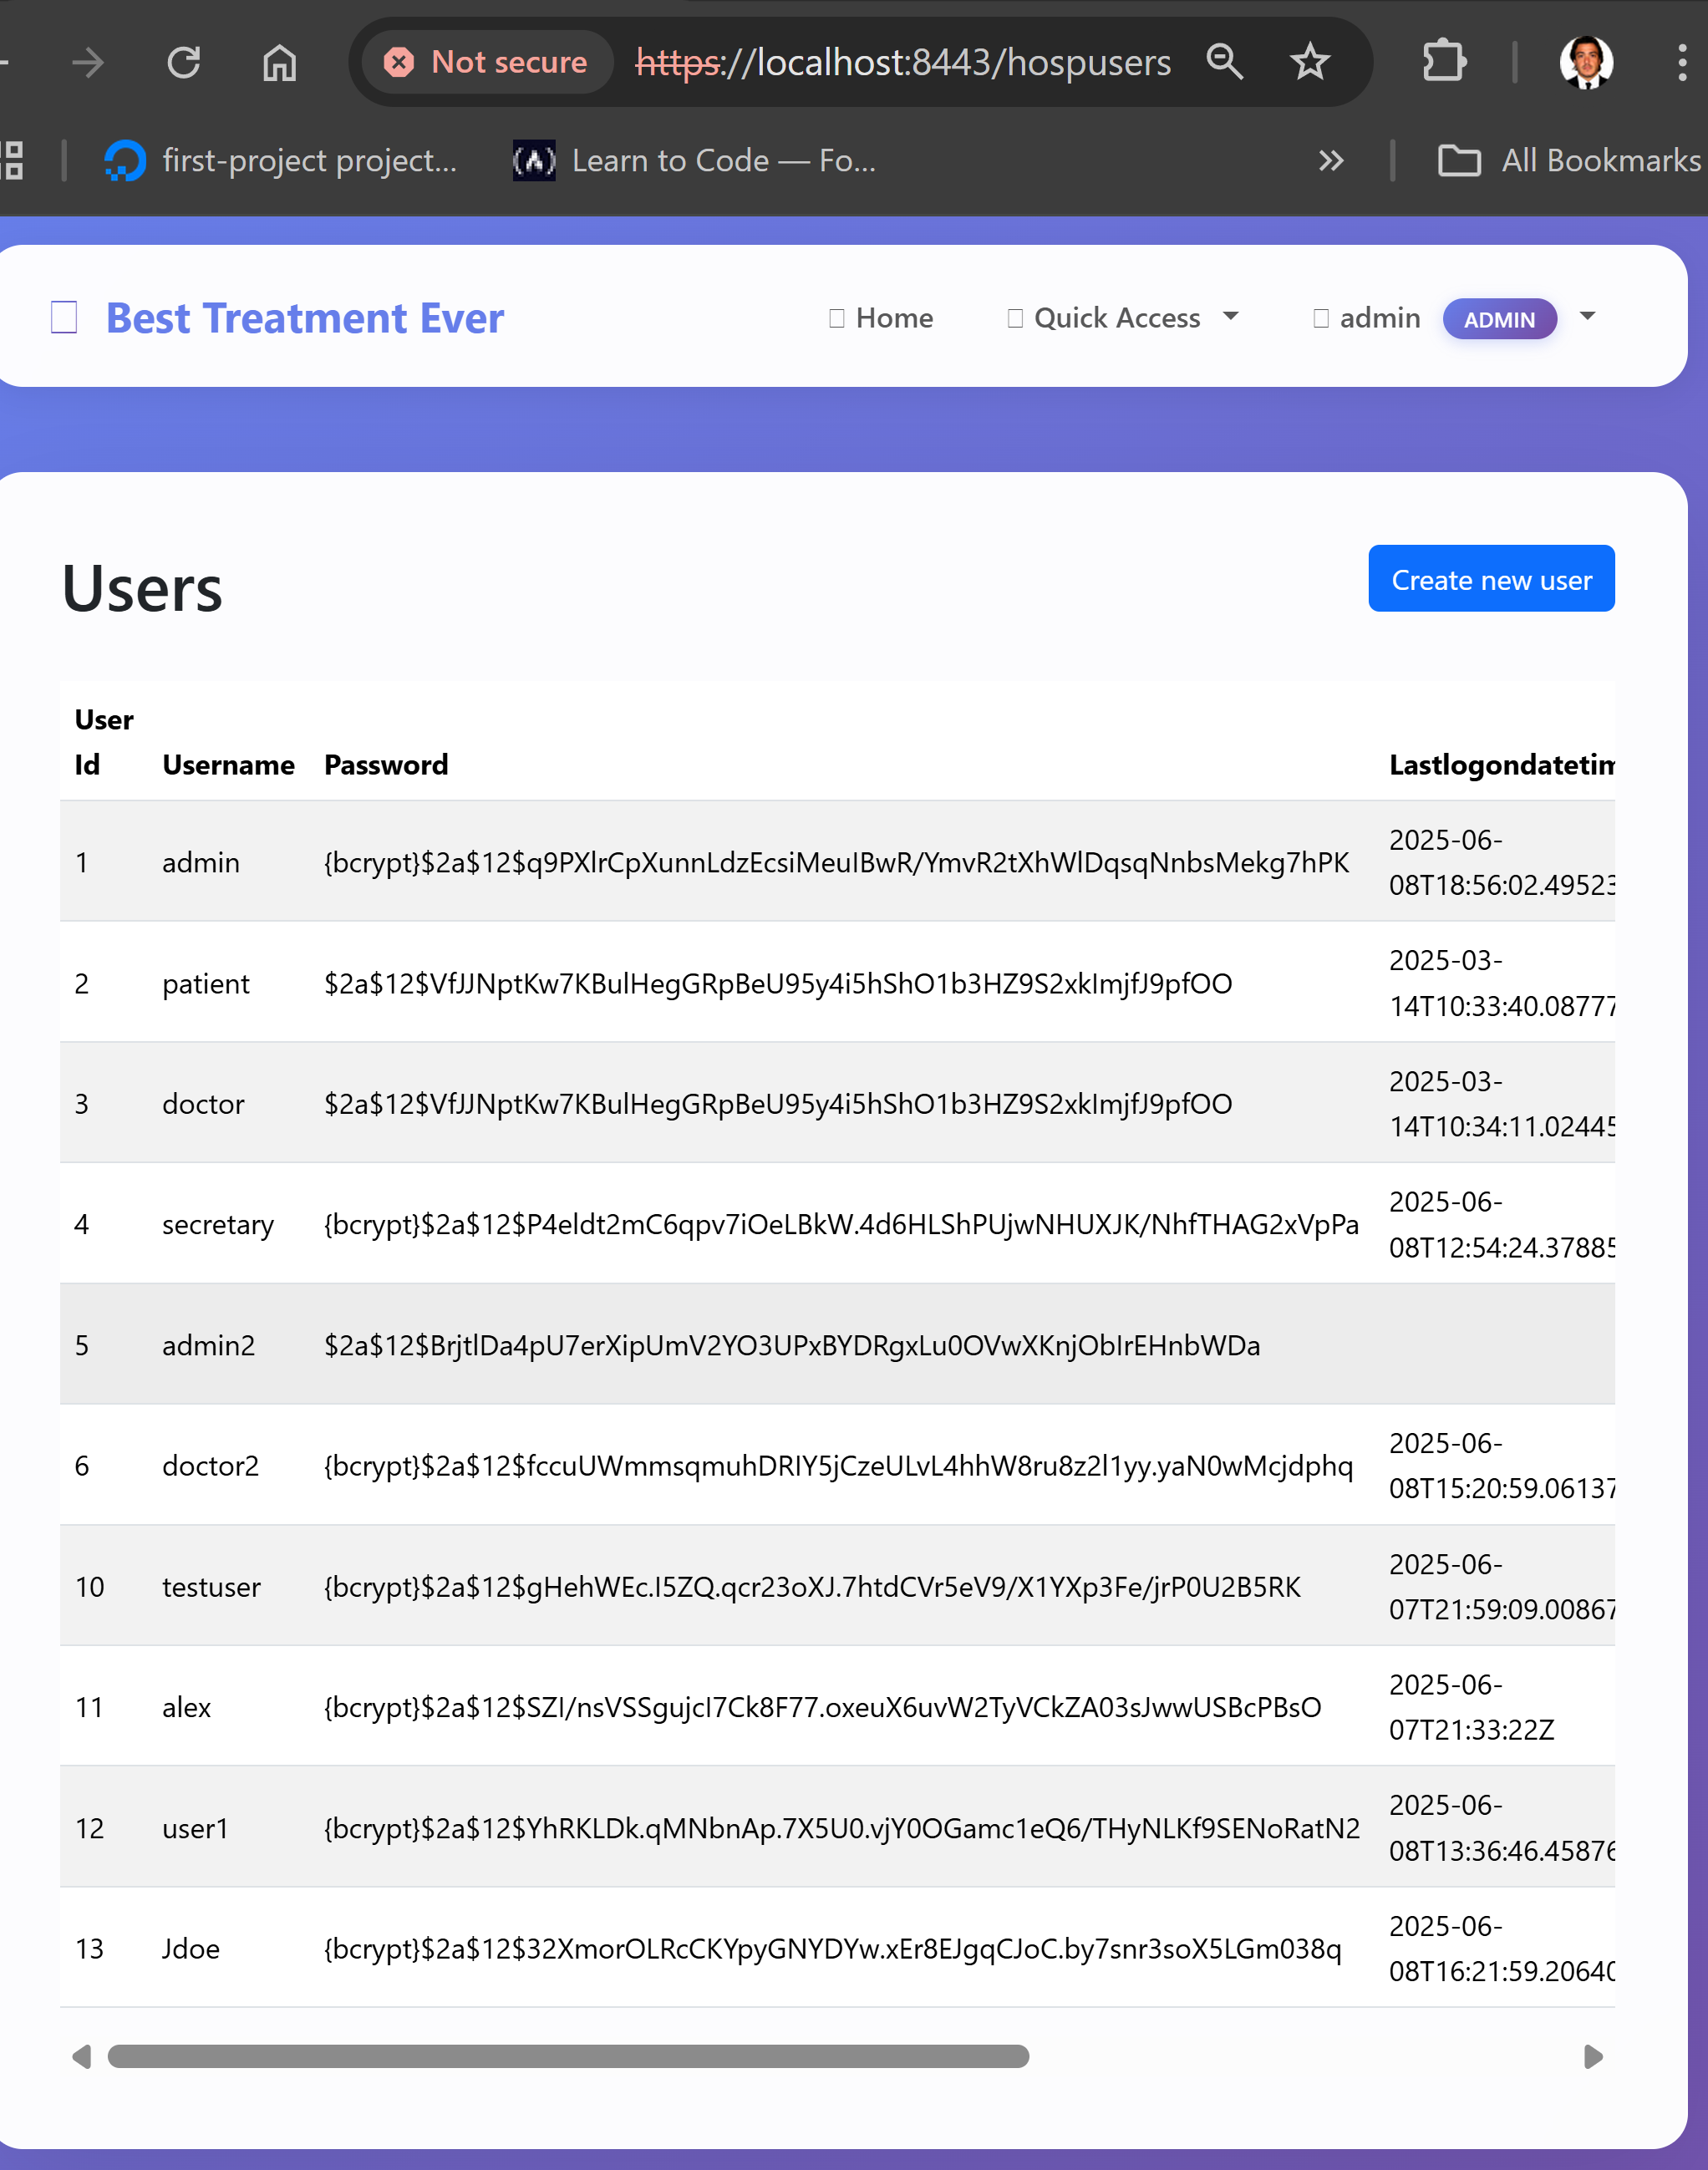 Not secure https://localhost:8443/hospusers
first-project project... Learn to Code — Fo... All Bookmarks
Best Treatment Ever Home Quick Access admin ADMIN
Users Create new user
User
Id Username Password Lastlogondatetim
2025-06-
1 admin {bcrypt}$2a$12$q9PXlrCpXunnLdzEcsiMeuIBwR/YmvR2tXhWlDqsqNnbsMekg7hPK
08T18:56:02.49523
2025-03-
2 patient $2a$12$VfJJNptKw7KBulHegGRpBeU95y4i5hShO1b3HZ9S2xkImjfJ9pfOO
14T10:33:40.08777
2025-03-
3 doctor $2a$12$VfJJNptKw7KBulHegGRpBeU95y4i5hShO1b3HZ9S2xkImjfJ9pfOO
14T10:34:11.02445
2025-06-
4 secretary {bcrypt}$2a$12$P4eldt2mC6qpv7iOeLBkW.4d6HLShPUjwNHUXJK/NhfTHAG2xVpPa
08T12:54:24.37885
5 admin2 $2a$12$BrjtlDa4pU7erXipUmV2YO3UPxBYDRgxLu0OVwXKnjObIrEHnbWDa
2025-06-
6 doctor2 {bcrypt}$2a$12$fccuUWmmsqmuhDRIY5jCzeULvL4hhW8ru8z2l1yy.yaN0wMcjdphq
08T15:20:59.06137
2025-06-
10 testuser {bcrypt}$2a$12$gHehWEc.I5ZQ.qcr23oXJ.7htdCVr5eV9/X1YXp3Fe/jrP0U2B5RK
07T21:59:09.00867
2025-06-
11 alex {bcrypt}$2a$12$SZI/nsVSSgujcI7Ck8F77.oxeuX6uvW2TyVCkZA03sJwwUSBcPBsO
07T21:33:22Z
2025-06-
12 user1 {bcrypt}$2a$12$YhRKLDk.qMNbnAp.7X5U0.vjY0OGamc1eQ6/THyNLKf9SENoRatN2
08T13:36:46.45876
2025-06-
13 Jdoe {bcrypt}$2a$12$32XmorOLRcCKYpyGNYDYw.xEr8EJgqCJoC.by7snr3soX5LGm038q
08T16:21:59.20640